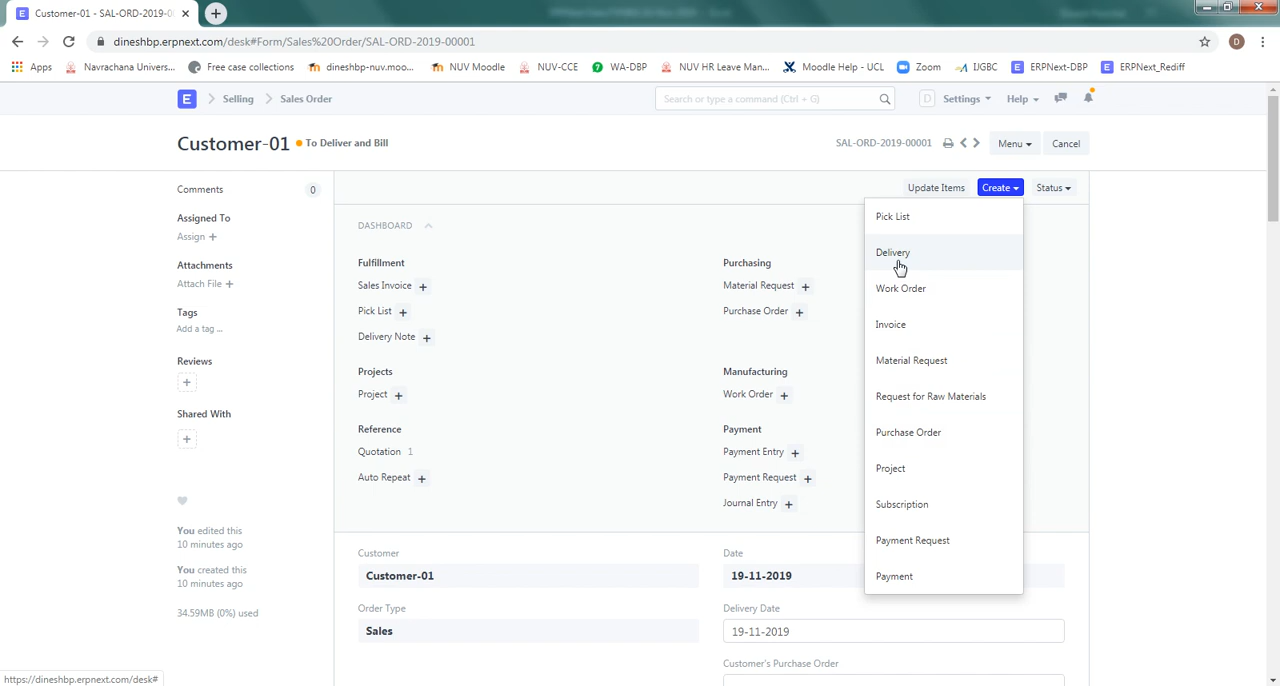 Customer-01 - SAL-ORD-2019-00
dineshbp.erpnext.com/desk#Form/Sales%20Order/SAL-ORD-2019-00001
D
Apps
Navrachana Univers...
Free case collections
dineshbp-nuv.moo...
NUV Moodle
NUV-CCE
WA-DBP
NUV HR Leave Man...
Moodle Help - UCL
Zoom
IJGBC
ERPNext-DBP
ERPNext_Rediff
E
Selling
Sales Order
Search or type a command (Ctrl + G)
D
Settings
Help
Customer-01
To Deliver and Bill
SAL-ORD-2019-00001
Menu
Cancel
Comments 0
Assigned To
Assign +
Attachments
Attach File +
Tags
Add a tag ...
Reviews
+
Shared With
+
You edited this
10 minutes ago
You created this
10 minutes ago
34.59MB (0%) used
Update Items
Create
Status
DASHBOARD
Fulfillment
Sales Invoice +
Pick List +
Delivery Note +
Projects
Project +
Reference
Quotation 1
Auto Repeat +
Purchasing
Material Request +
Purchase Order +
Manufacturing
Work Order +
Payment
Payment Entry +
Payment Request +
Journal Entry +
Pick List
Delivery
Work Order
Invoice
Material Request
Request for Raw Materials
Purchase Order
Project
Subscription
Payment Request
Payment
Customer
Customer-01
Order Type
Sales
Date
19-11-2019
Delivery Date
19-11-2019
Customer's Purchase Order
https://dineshbp.erpnext.com/desk#